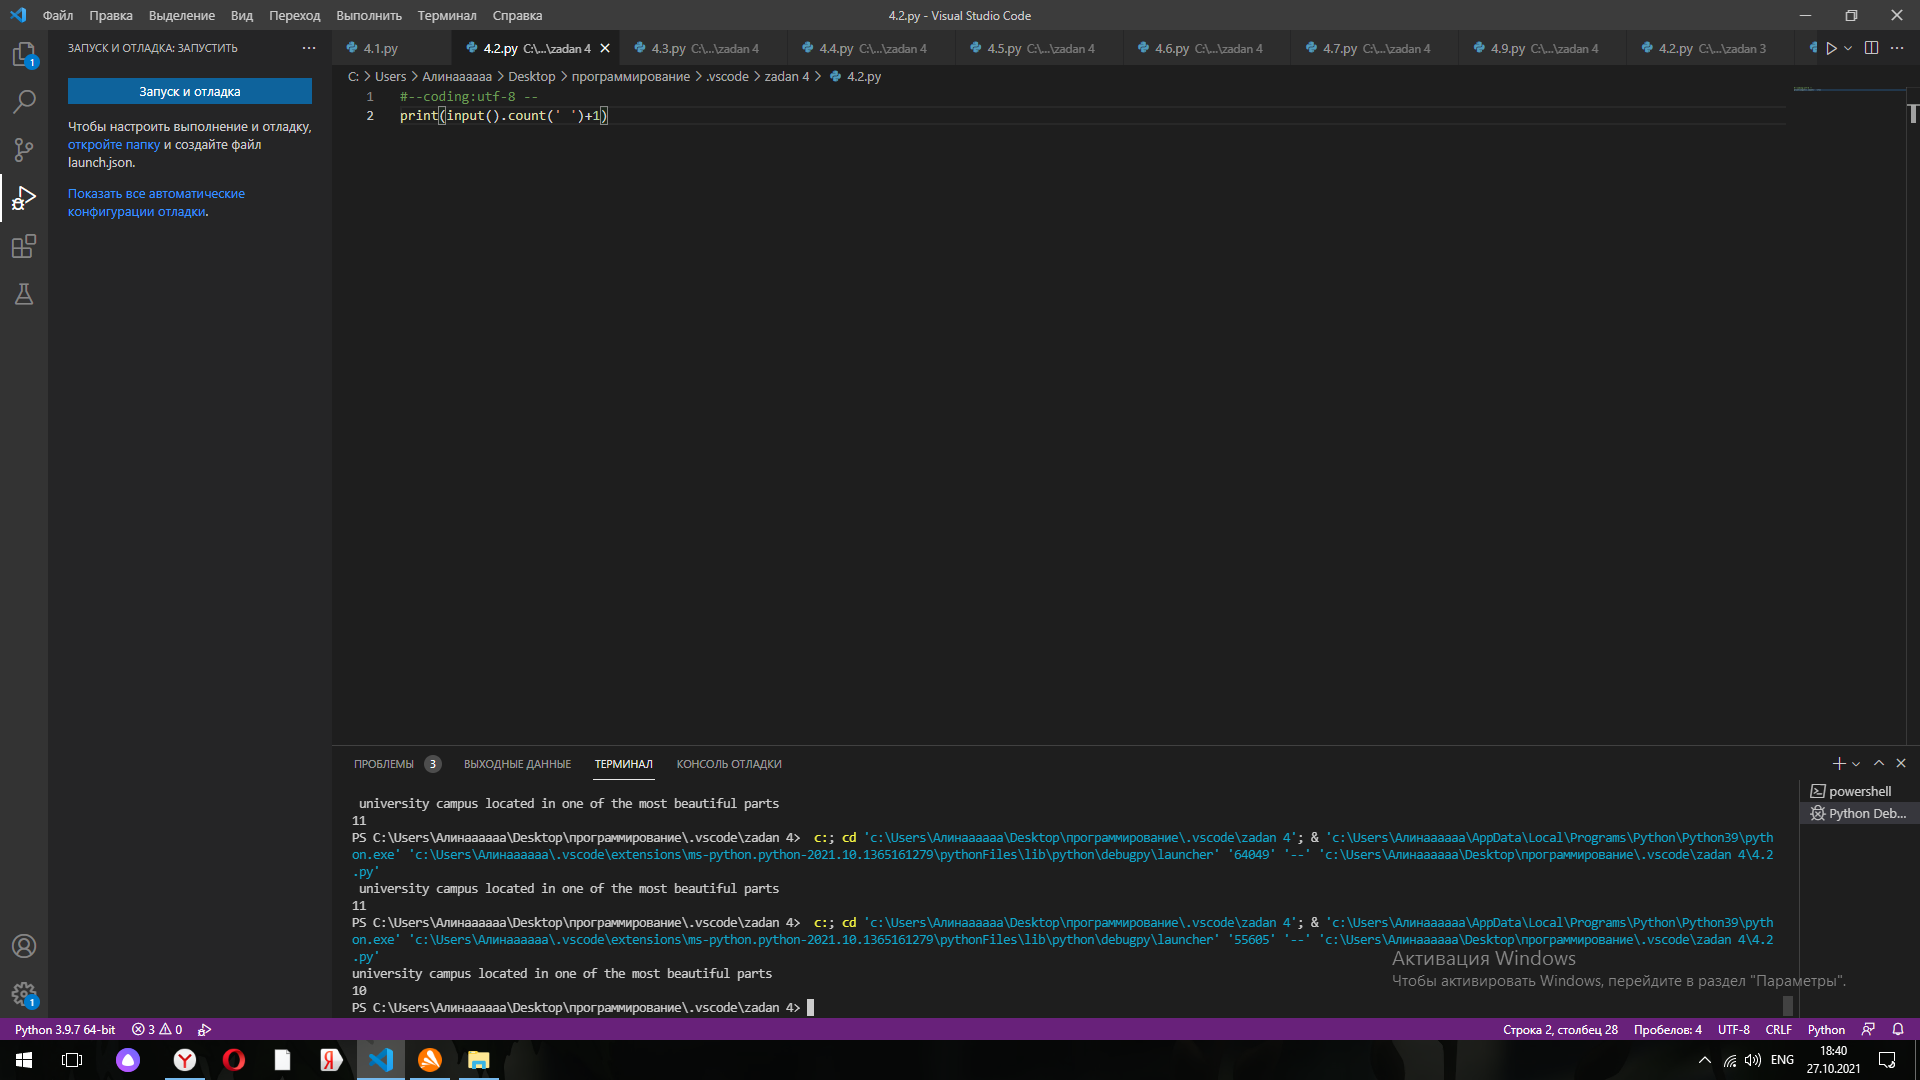 Файл Правка Выделение Вид Переход Выполнить Терминал Справка 4.2.py - Visual Studio Code
ЗАПУСК И ОТЛАДКА: ЗАПУСТИТЬ ···
4.1.py 4.2.py C:\...\zadan 4 4.3.py C:\...\zadan 4 4.4.py C:\...\zadan 4 4.5.py C:\...\zadan 4 4.6.py C:\...\zadan 4 4.7.py C:\...\zadan 4 4.9.py C:\...\zadan 4 4.2.py C:\...\zadan 3
C: > Users > Алинаааааа > Desktop > программирование > .vscode > zadan 4 > 4.2.py
1
Запуск и отладка
Чтобы настроить выполнение и отладку,
откройте папку и создайте файл
launch.json.
Показать все автоматические
конфигурации отладки.
1 #--coding:utf-8 --
2 print(input().count(' ')+1)
ПРОБЛЕМЫ 3 ВЫХОДНЫЕ ДАННЫЕ ТЕРМИНАЛ КОНСОЛЬ ОТЛАДКИ
powershell
Python Deb...
university campus located in one of the most beautiful parts
11
PS C:\Users\Алинаааааа\Desktop\программирование\.vscode\zadan 4> c:; cd 'c:\Users\Алинаааааа\Desktop\программирование\.vscode\zadan 4'; & 'c:\Users\Алинаааааа\AppData\Local\Programs\Python\Python39\pyth
on.exe' 'c:\Users\Алинаааааа\.vscode\extensions\ms-python.python-2021.10.1365161279\pythonFiles\lib\python\debugpy\launcher' '64049' '--' 'c:\Users\Алинаааааа\Desktop\программирование\.vscode\zadan 4\4.2
.py'
university campus located in one of the most beautiful parts
11
PS C:\Users\Алинаааааа\Desktop\программирование\.vscode\zadan 4> c:; cd 'c:\Users\Алинаааааа\Desktop\программирование\.vscode\zadan 4'; & 'c:\Users\Алинаааааа\AppData\Local\Programs\Python\Python39\pyth
on.exe' 'c:\Users\Алинаааааа\.vscode\extensions\ms-python.python-2021.10.1365161279\pythonFiles\lib\python\debugpy\launcher' '55605' '--' 'c:\Users\Алинаааааа\Desktop\программирование\.vscode\zadan 4\4.2
.py'
university campus located in one of the most beautiful parts
10
PS C:\Users\Алинаааааа\Desktop\программирование\.vscode\zadan 4>
Активация Windows
Чтобы активировать Windows, перейдите в раздел "Параметры".
1
Python 3.9.7 64-bit 3 0 Строка 2, столбец 28 Пробелов: 4 UTF-8 CRLF Python
ENG 18:40
27.10.2021